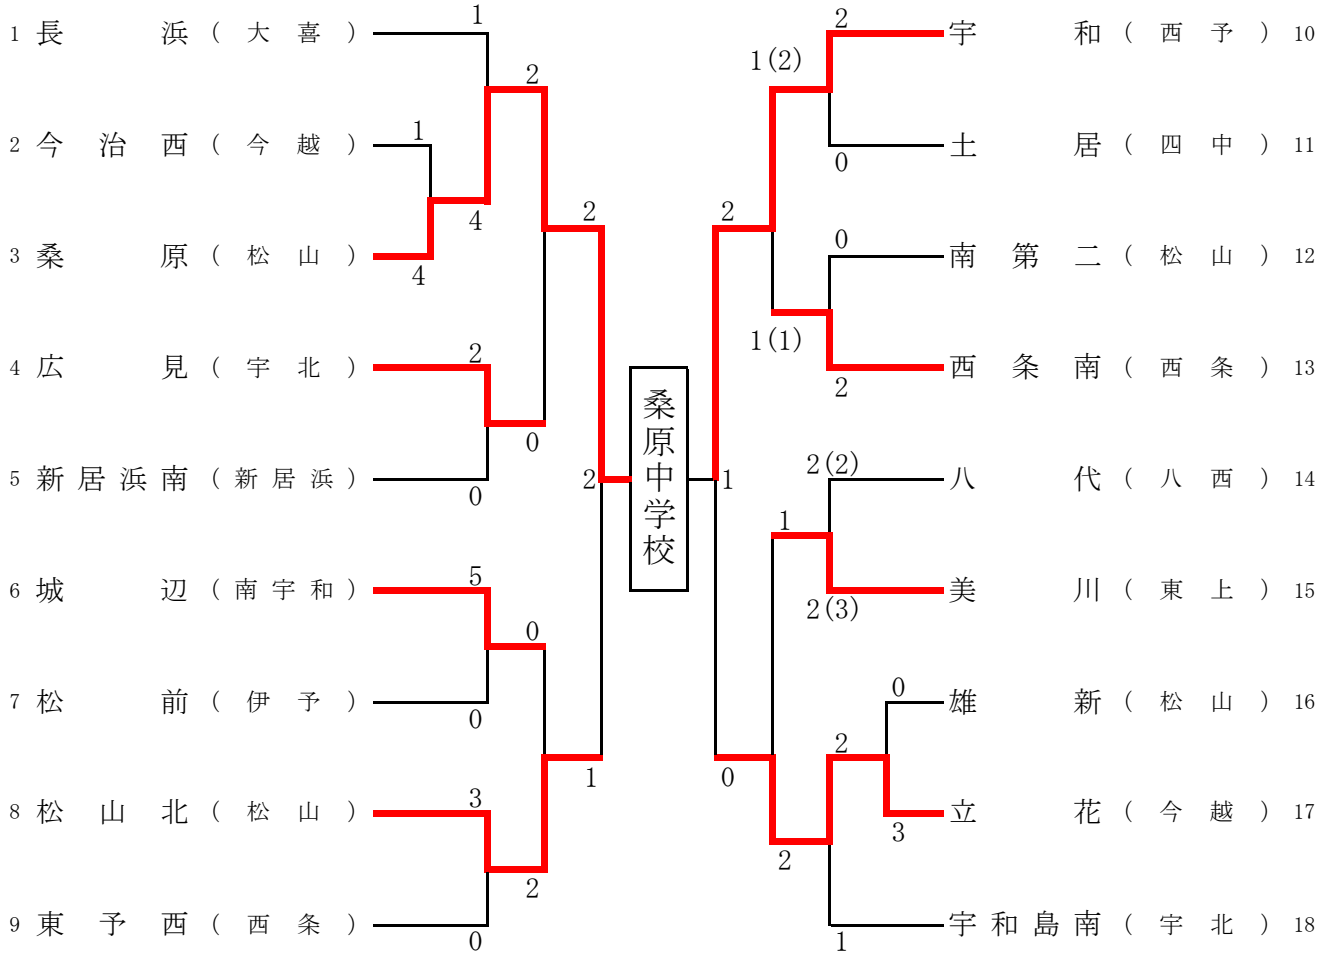 1
1 長浜 (大喜)
2
1
2 今治西 (今越)
4
2
3 桑原 (松山)
4
2
4 広見 (宇北)
0
5 新居浜南 (新居浜)
0
2
5
6 城辺 (南宇和)
0
7 松前 (伊予)
0
1
3
8 松山北 (松山)
2
9 東予西 (西条)
0
桑原中学校
2
宇和 (西予) 10
1(2)
土居 (四中) 11
0
2
0
南第二 (松山) 12
1(1)
西条南 (西条) 13
2
1
2(2)
八代 (八西) 14
1
美川 (東上) 15
2(3)
0
雄新 (松山) 16
2
0
立花 (今越) 17
3
2
宇和島南 (宇北) 18
1